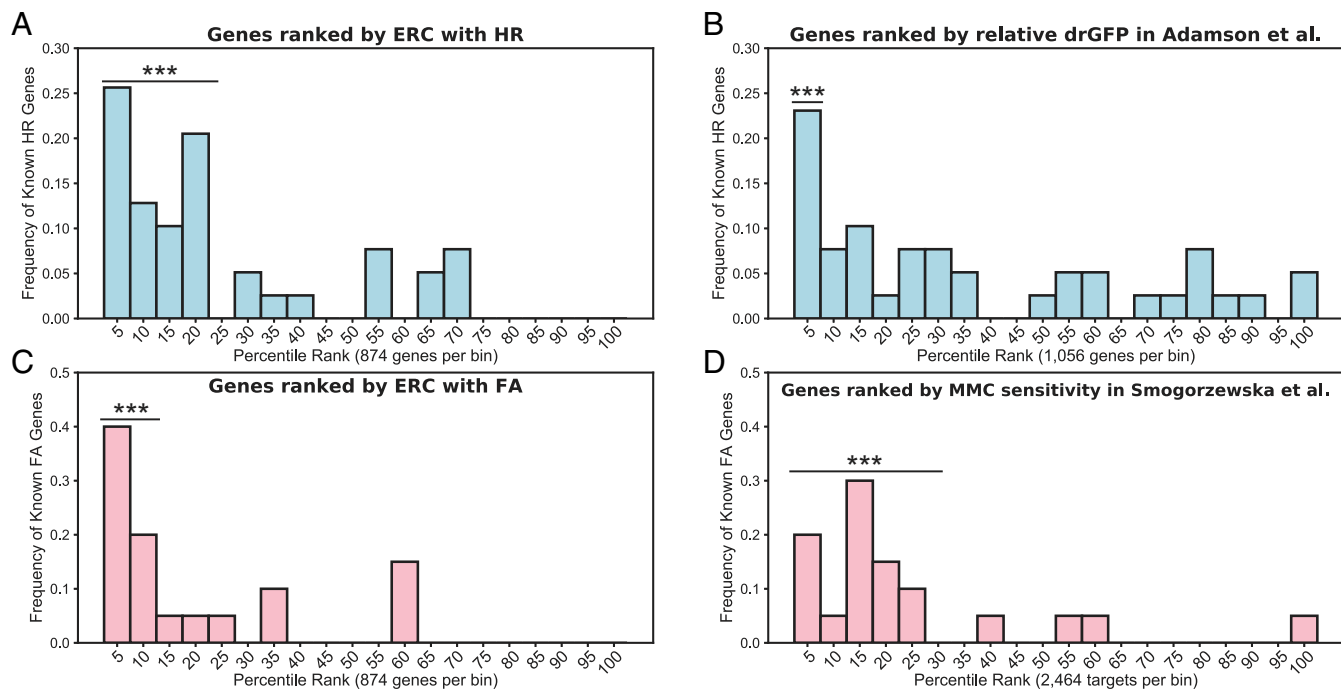 A
Genes ranked by ERC with HR
***
Frequency of Known HR Genes
0.30
0.25
0.20
0.15
0.10
0.05
0.00
5 10 15 20 25 30 35 40 45 50 55 60 65 70 75 80 85 90 95 100
Percentile Rank (874 genes per bin)
B
Genes ranked by relative drGFP in Adamson et al.
***
Frequency of Known HR Genes
0.30
0.25
0.20
0.15
0.10
0.05
0.00
5 10 15 20 25 30 35 40 45 50 55 60 65 70 75 80 85 90 95 100
Percentile Rank (1,056 genes per bin)
C
Genes ranked by ERC with FA
***
Frequency of Known FA Genes
0.5
0.4
0.3
0.2
0.1
0.0
5 10 15 20 25 30 35 40 45 50 55 60 65 70 75 80 85 90 95 100
Percentile Rank (874 genes per bin)
D
Genes ranked by MMC sensitivity in Smogorzewska et al.
***
Frequency of Known FA Genes
0.5
0.4
0.3
0.2
0.1
0.0
5 10 15 20 25 30 35 40 45 50 55 60 65 70 75 80 85 90 95 100
Percentile Rank (2,464 targets per bin)